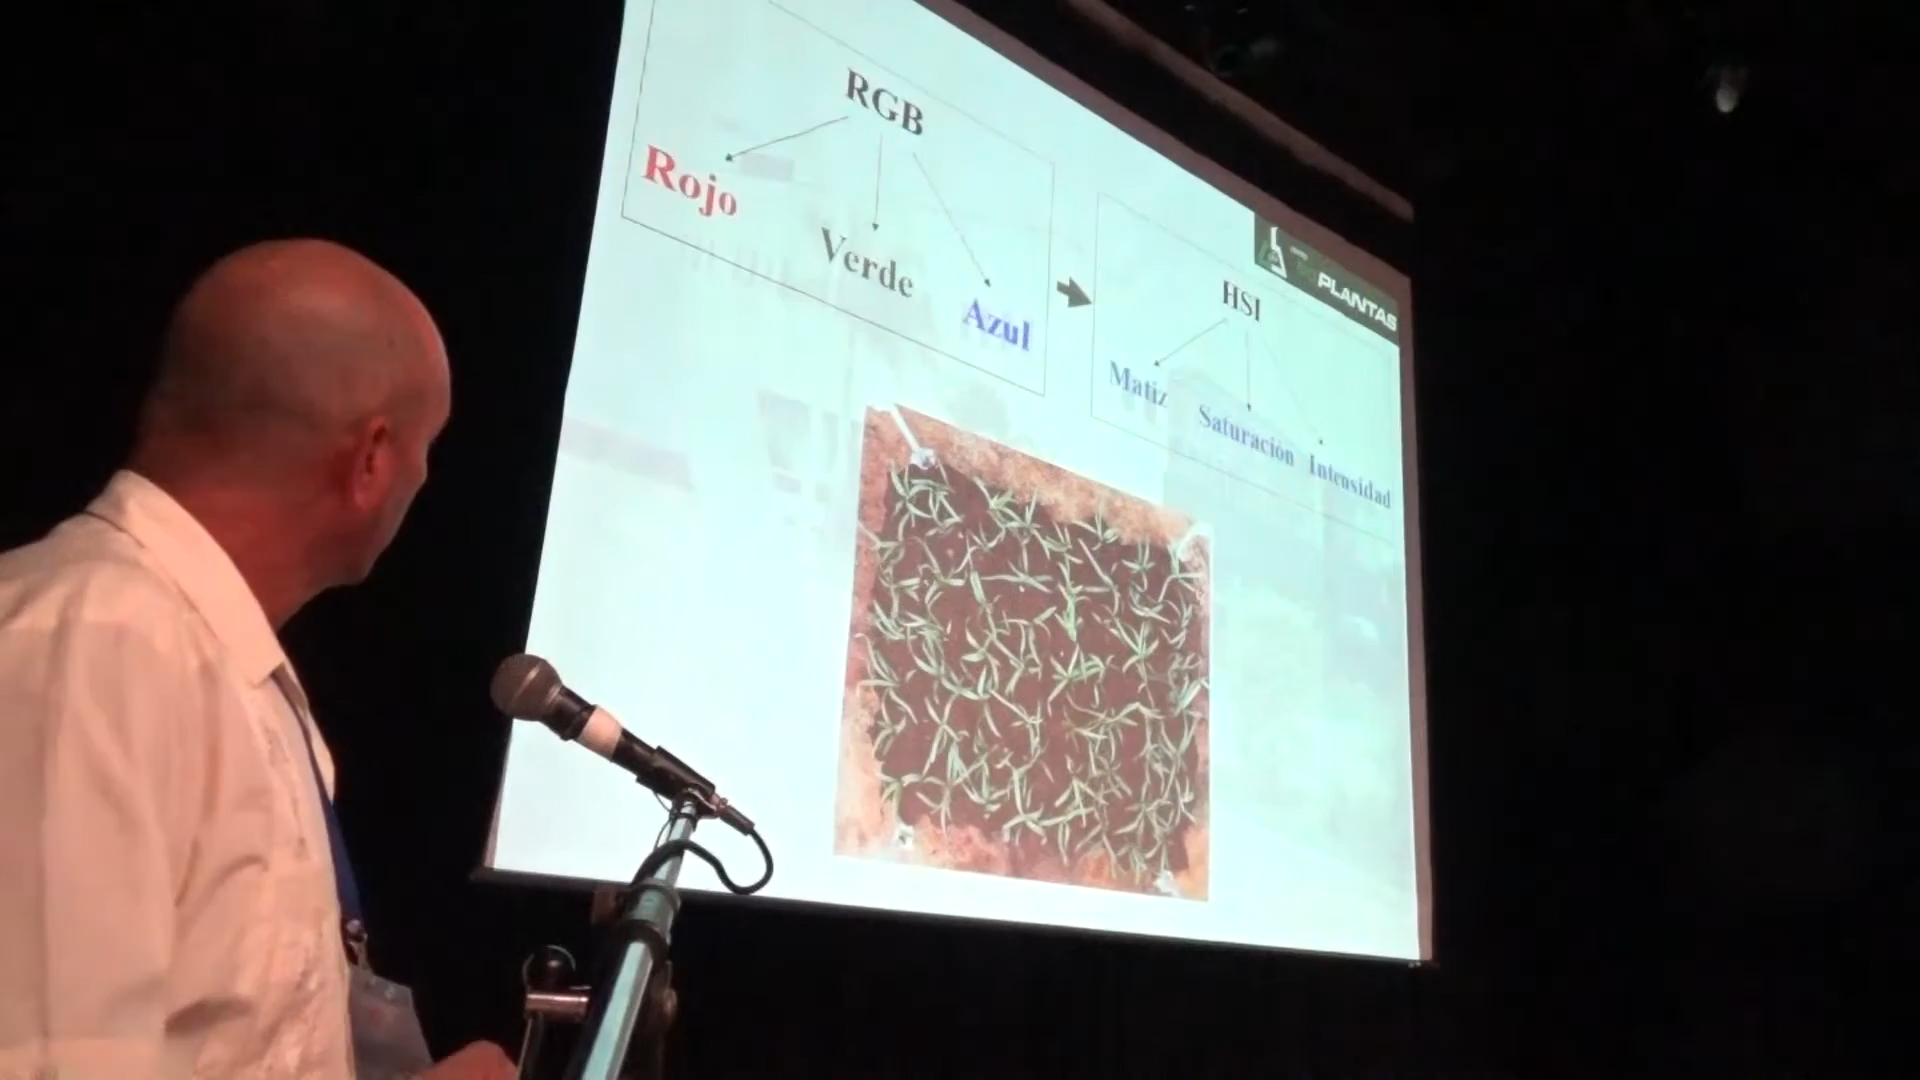 RGB
Rojo
Verde
Azul
PLANTAS
HSI
Matiz
Saturación
Intensidad